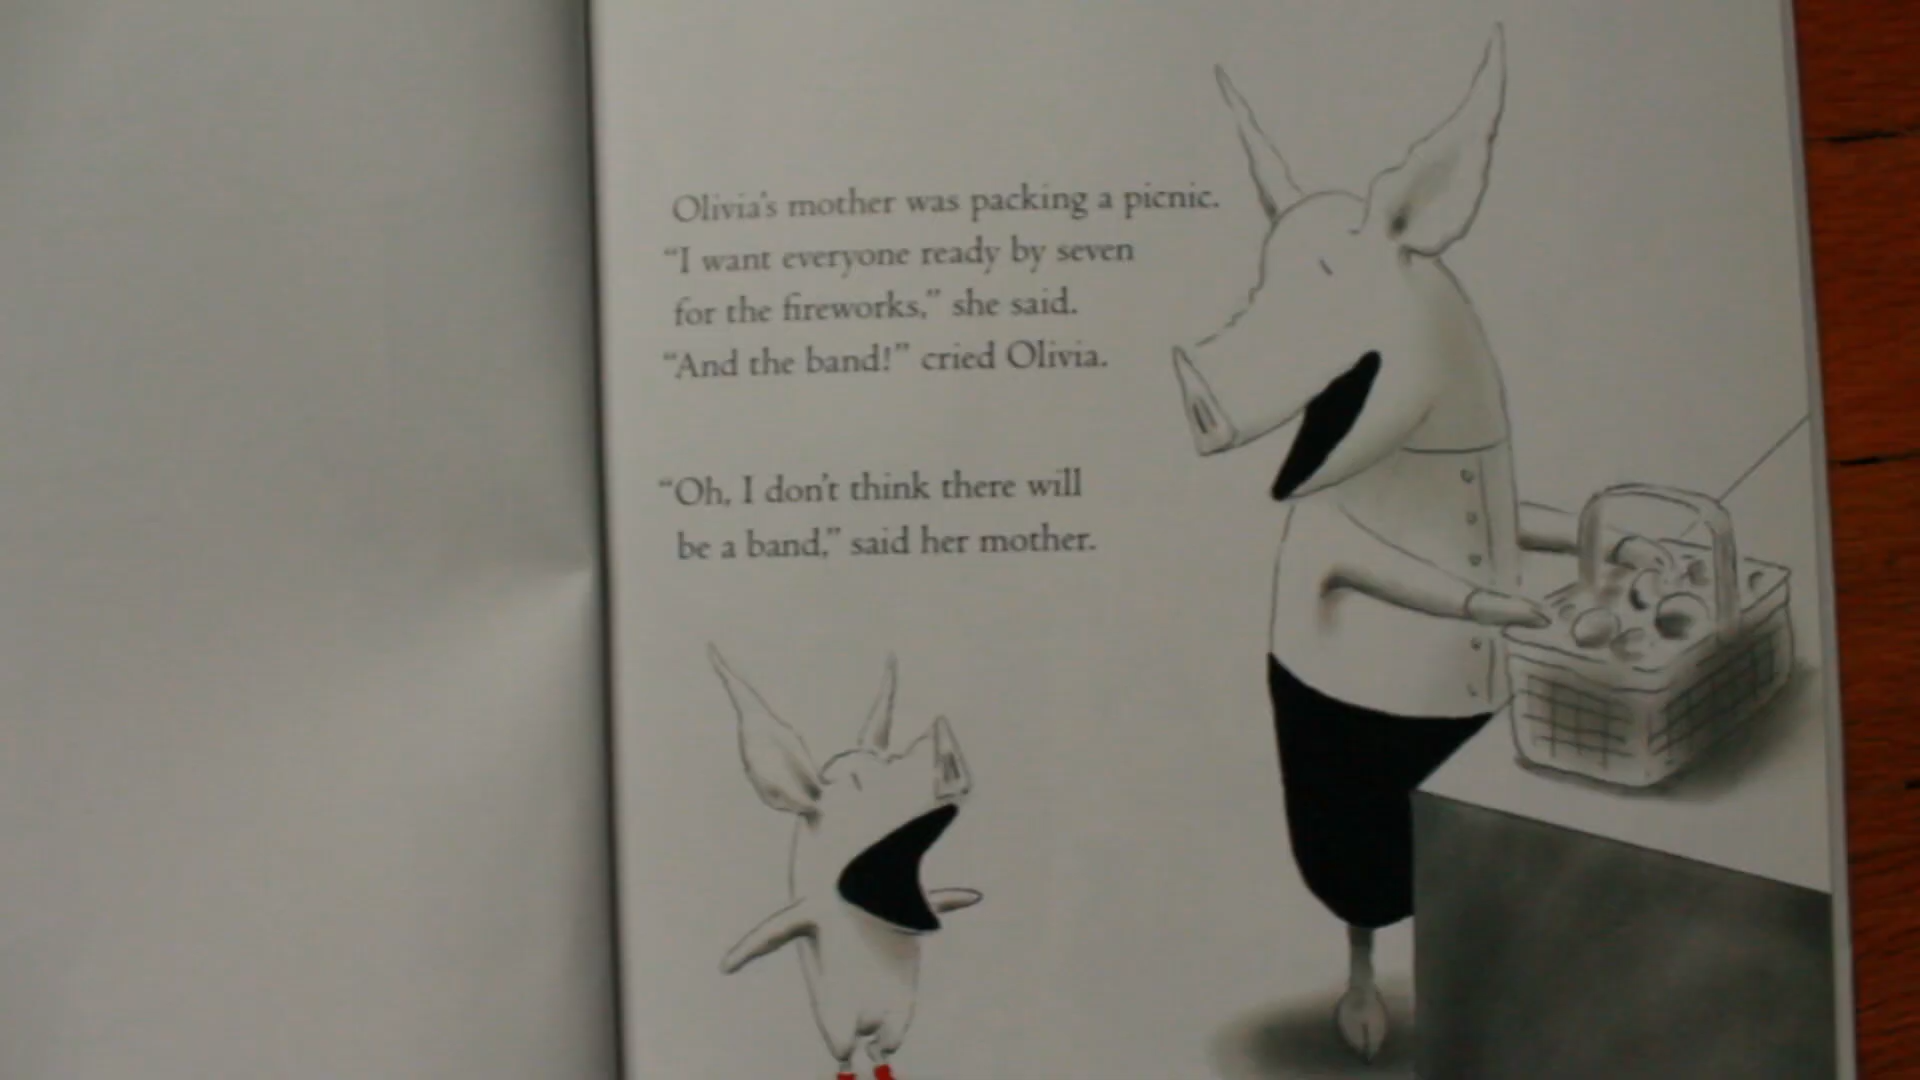 Olivia's mother was packing a picnic.
“I want everyone ready by seven
for the fireworks,” she said.
“And the band!” cried Olivia.
“Oh, I don't think there will
be a band,” said her mother.